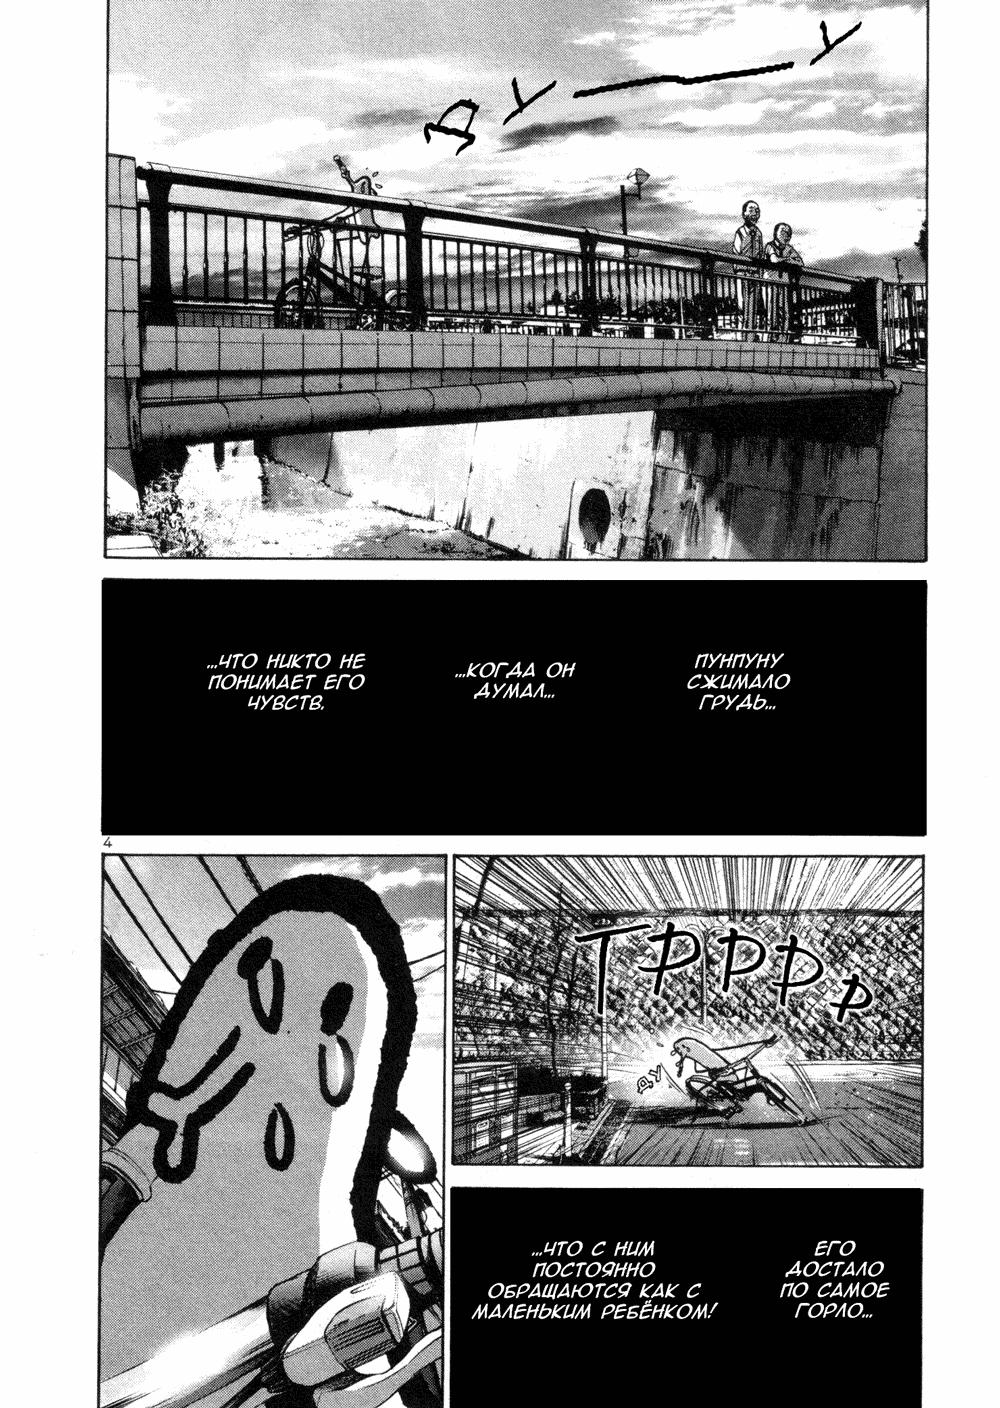 ДУ—У
ПУНПУНУ
СЖИМАЛО
ГРУДЬ...
...КОГДА ОН
ДУМАЛ...
...ЧТО НИКТО НЕ
ПОНИМАЕТ ЕГО
ЧУВСТВ.
4
ТРРРРР
ДУ
ЕГО
ДОСТАЛО
ПО САМОЕ
ГОРЛО...
...ЧТО С НИМ
ПОСТОЯННО
ОБРАЩАЮТСЯ КАК С
МАЛЕНЬКИМ РЕБЁНКОМ!